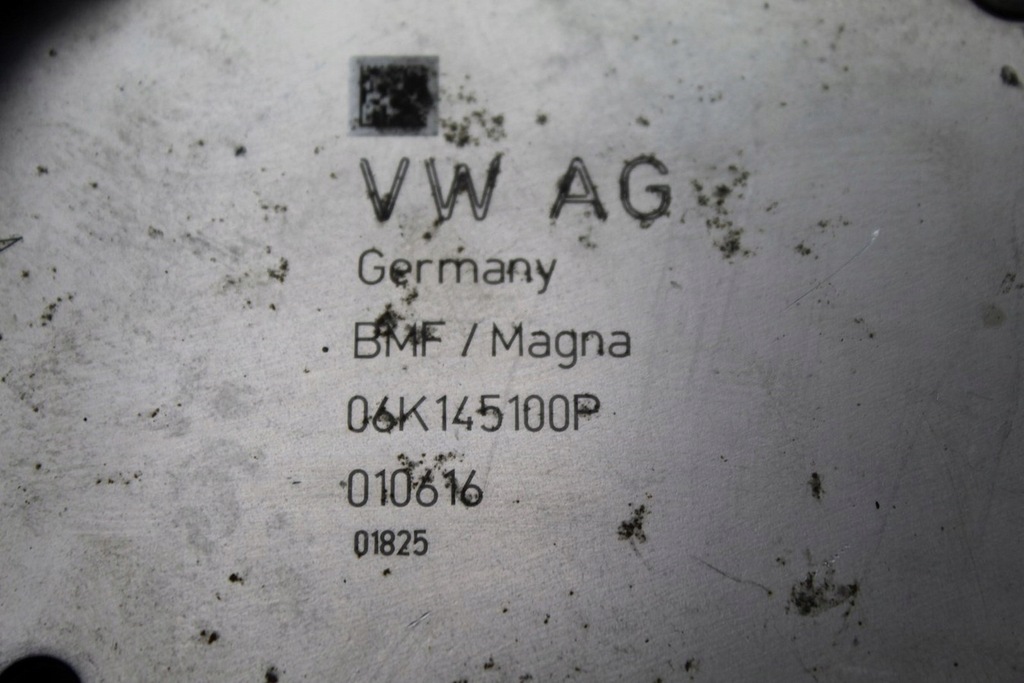 VW AG
Germany
BMF / Magna
06K145100P
010616
01825